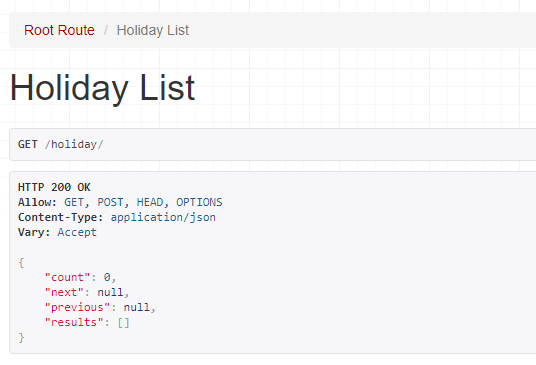 Root Route / Holiday List
Holiday List
GET /holiday/
HTTP 200 OK
Allow: GET, POST, HEAD, OPTIONS
Content-Type: application/json
Vary: Accept
{
    "count": 0,
    "next": null,
    "previous": null,
    "results": []
}